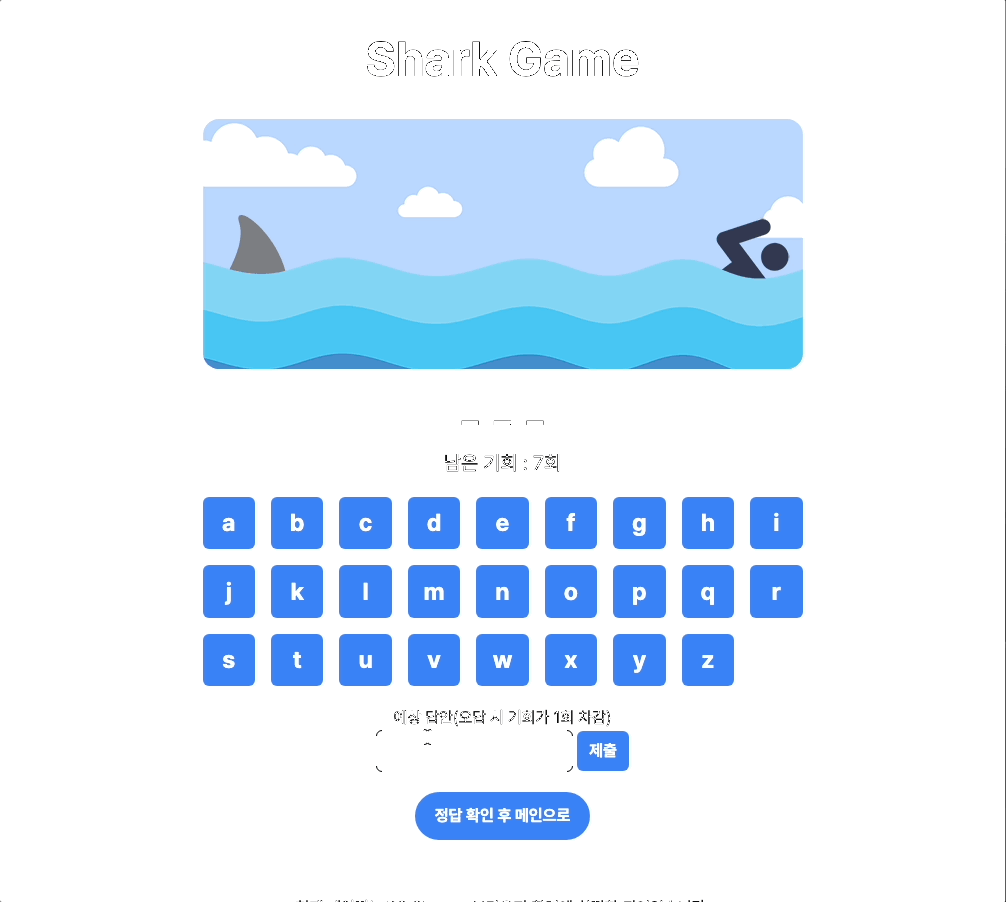 Shark Game
남은 기회 : 7회
a b c d e f g h i
j k l m n o p q r
s t u v w x y z
예상 답안(오답 시 기회가 1회 차감)
제출
정답 확인 후 메인으로